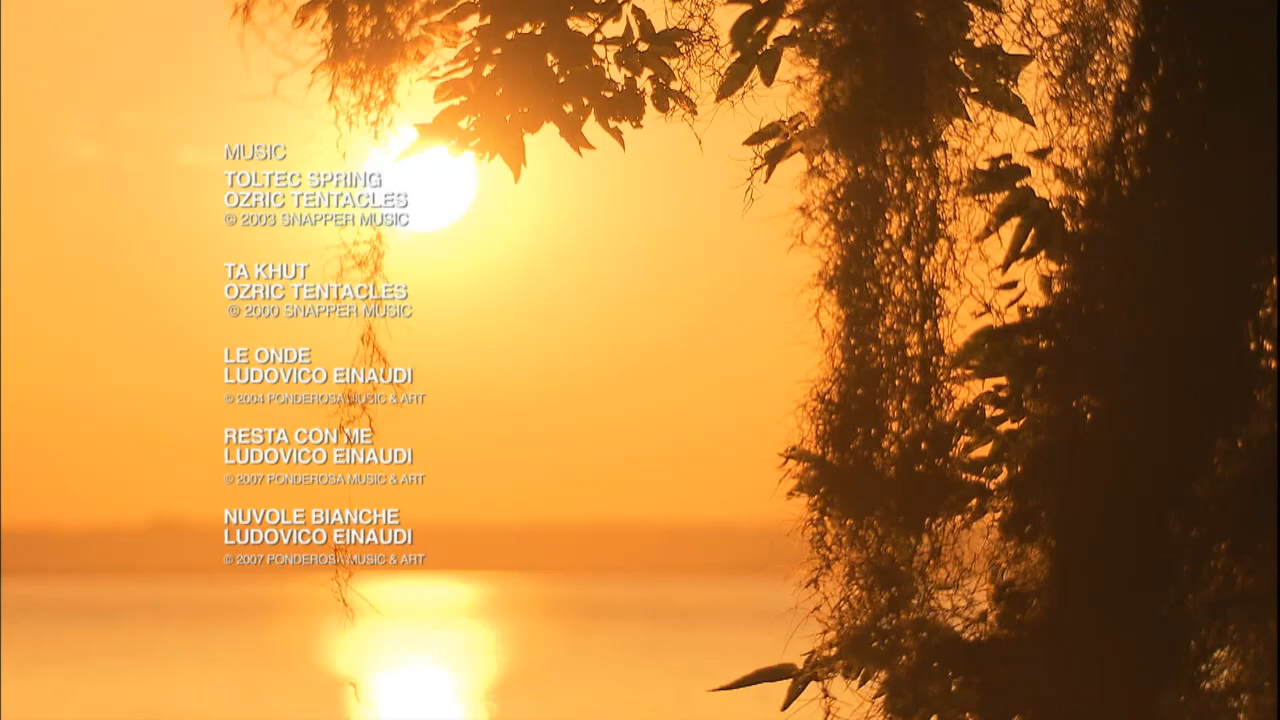 MUSIC
TOLTEC SPRING
OZRIC TENTACLES
© 2003 SNAPPER MUSIC
TA KHUT
OZRIC TENTACLES
© 2000 SNAPPER MUSIC
LE ONDE
LUDOVICO EINAUDI
© 2004 PONDEROSA MUSIC & ART
RESTA CON ME
LUDOVICO EINAUDI
© 2007 PONDEROSA MUSIC & ART
NUVOLE BIANCHE
LUDOVICO EINAUDI
© 2007 PONDEROSA MUSIC & ART